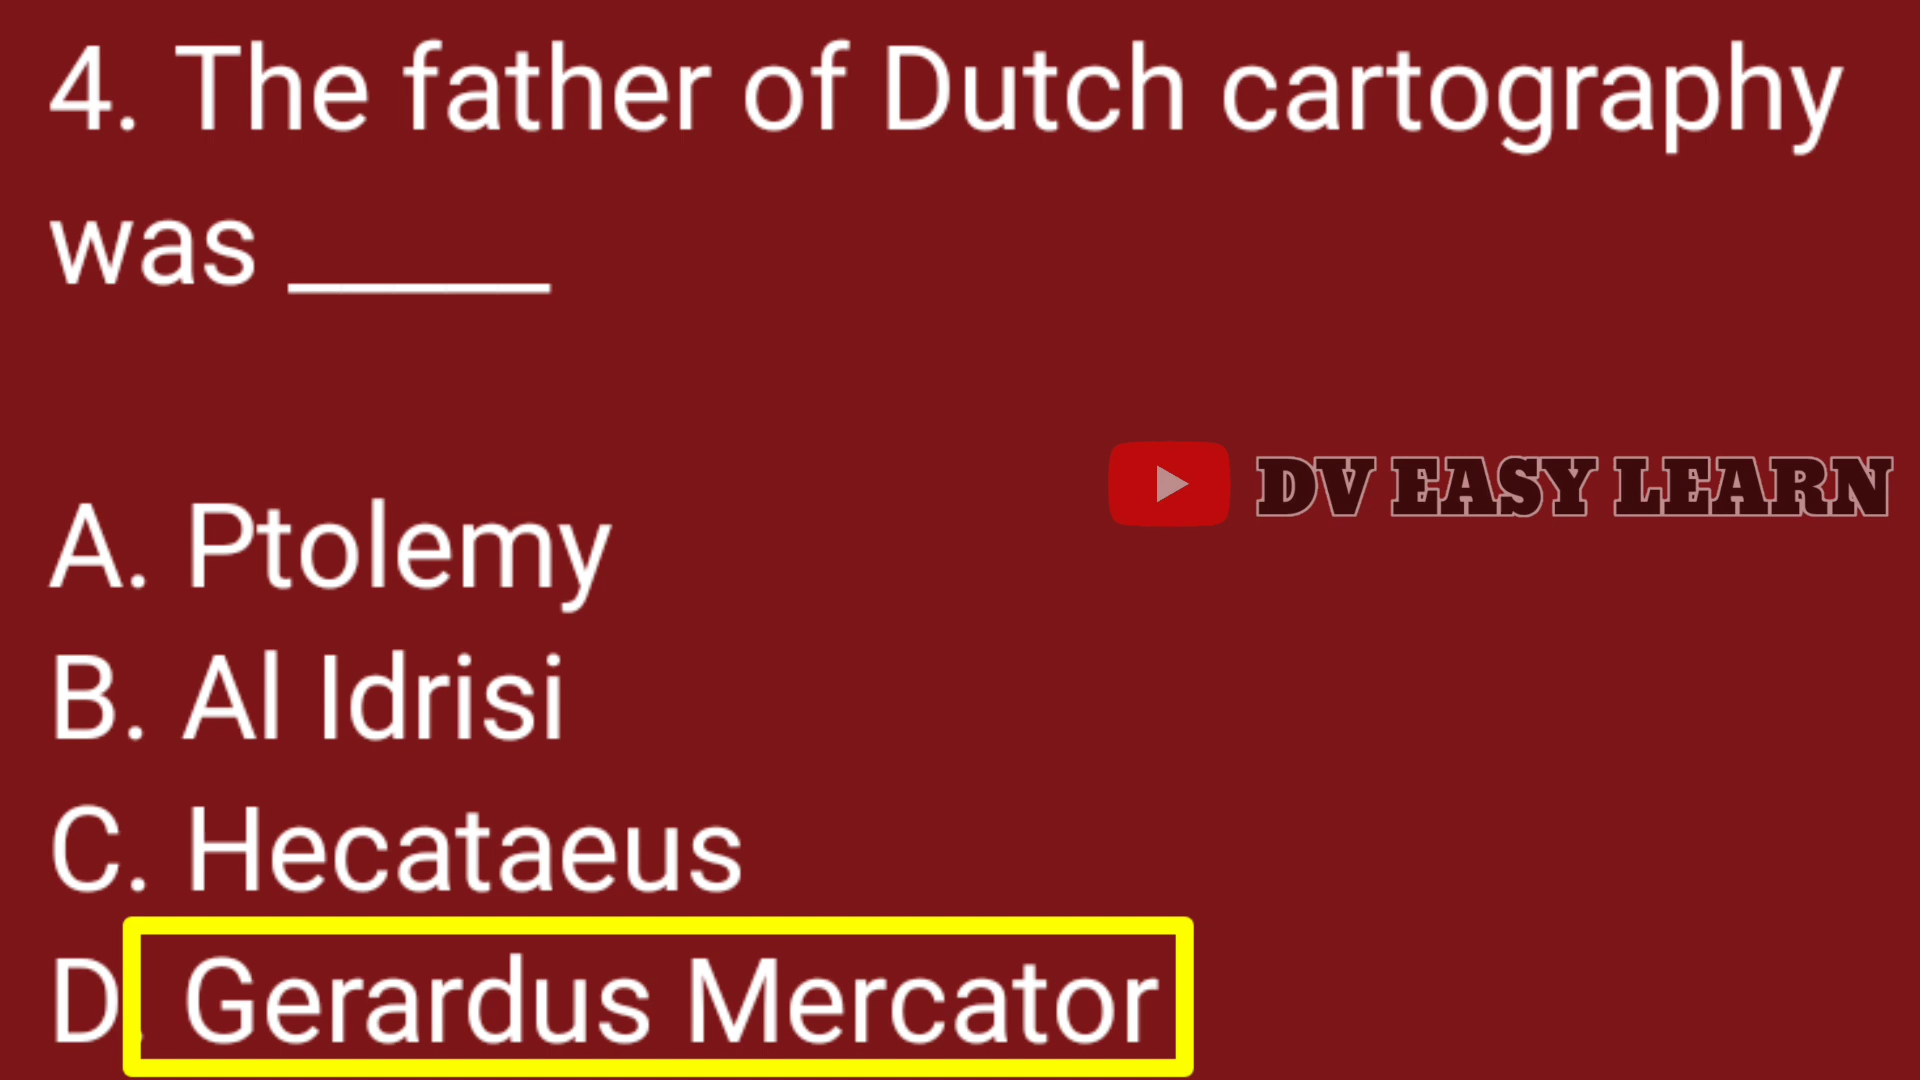 4. The father of Dutch cartography
was _____
DV EASY LEARN
A. Ptolemy
B. Al Idrisi
C. Hecataeus
D. Gerardus Mercator